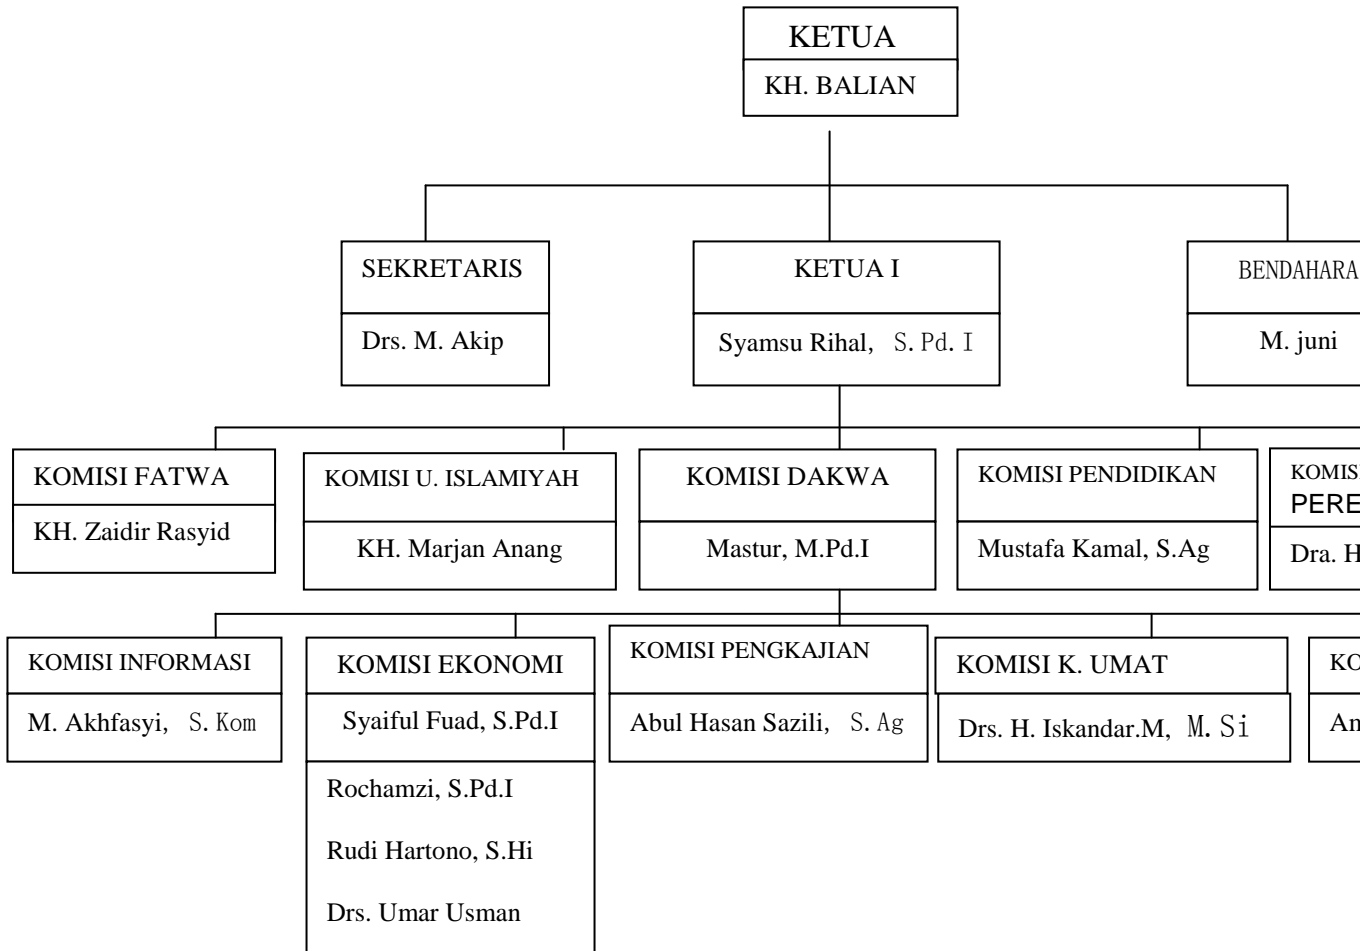 KETUA
KH. BALIAN
SEKRETARIS
Drs. M. Akip
KETUA I
Syamsu Rihal, S.Pd.I
BENDAHARA
M. juni
KOMISI FATWA
KH. Zaidir Rasyid
KOMISI U. ISLAMIYAH
KH. Marjan Anang
KOMISI DAKWA
Mastur, M.Pd.I
KOMISI PENDIDIKAN
Mustafa Kamal, S.Ag
Dra.
KOMISI INFORMASI
M. Akhfasyi, S.Kom
KOMISI EKONOMI
Syaiful Fuad, S.Pd.I
Rochamzi, S.Pd.I
Rudi Hartono, S.Hi
Drs. Umar Usman
KOMISI PENGKAJIAN
Abul Hasan Sazili, S.Ag
KOMISI K. UMAT
Drs. H. Iskandar.M, M.Si